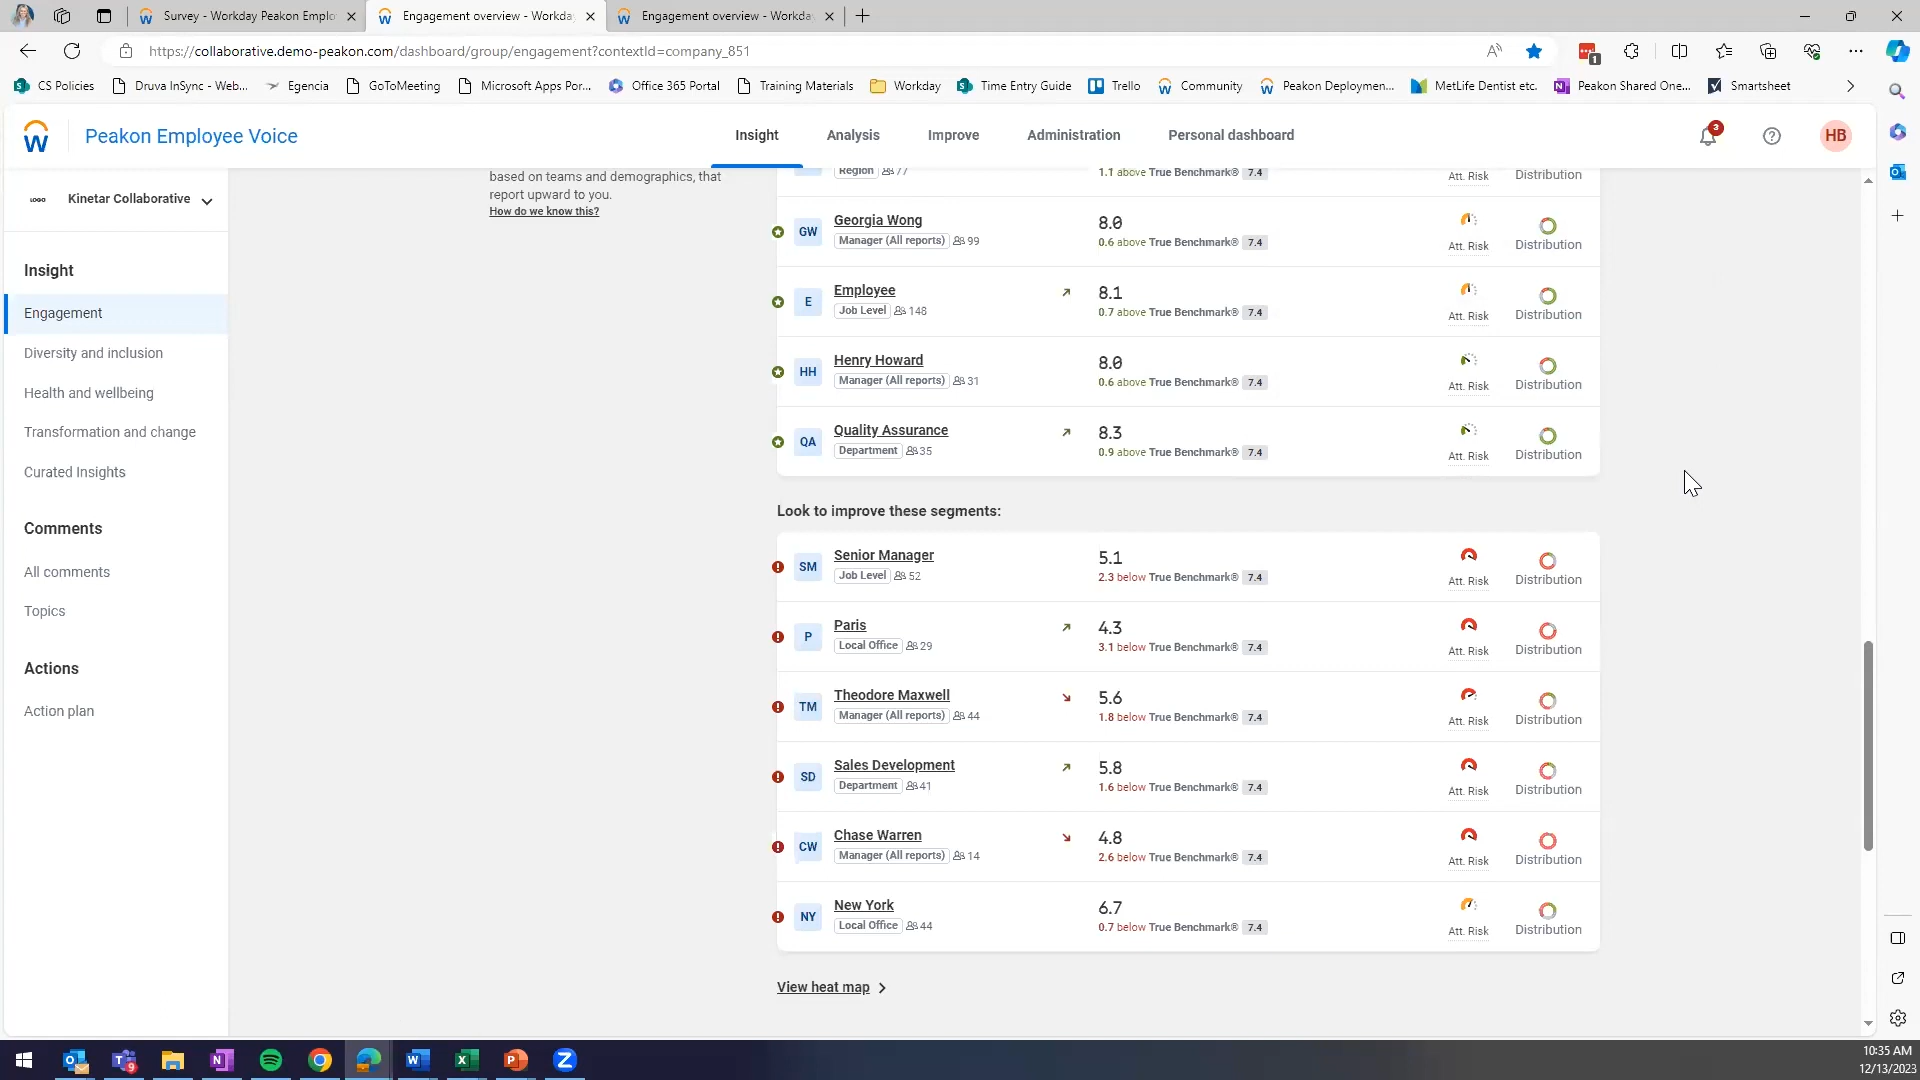 Survey - Workday Peakon Emplo
Engagement overview - Workda
Engagement overview - Workda
https://collaborative.demo-peakon.com/dashboard/group/engagement?contextId=company_851
1
CS Policies
Druva InSync - Web...
Egencia
GoToMeeting
Microsoft Apps Por...
Office 365 Portal
Training Materials
Workday
Time Entry Guide
Trello
Community
Peakon Deploymen...
MetLife Dentist etc.
Peakon Shared One...
Smartsheet
Peakon Employee Voice
Insight
Analysis
Improve
Administration
Personal dashboard
3
HB
LOGO
Kinetar Collaborative
Insight
Engagement
Diversity and inclusion
Health and wellbeing
Transformation and change
Curated Insights
Comments
All comments
Topics
Actions
Action plan
based on teams and demographics, that
report upward to you.
How do we know this?
Region 77
1.1 above True Benchmark® 7.4
Att. Risk
Distribution
GW
Georgia Wong
Manager (All reports) 99
8.0
0.6 above True Benchmark® 7.4
Att. Risk
Distribution
E
Employee
Job Level 148
8.1
0.7 above True Benchmark® 7.4
Att. Risk
Distribution
HH
Henry Howard
Manager (All reports) 31
8.0
0.6 above True Benchmark® 7.4
Att. Risk
Distribution
QA
Quality Assurance
Department 35
8.3
0.9 above True Benchmark® 7.4
Att. Risk
Distribution
Look to improve these segments:
SM
Senior Manager
Job Level 52
5.1
2.3 below True Benchmark® 7.4
Att. Risk
Distribution
P
Paris
Local Office 29
4.3
3.1 below True Benchmark® 7.4
Att. Risk
Distribution
TM
Theodore Maxwell
Manager (All reports) 44
5.6
1.8 below True Benchmark® 7.4
Att. Risk
Distribution
SD
Sales Development
Department 41
5.8
1.6 below True Benchmark® 7.4
Att. Risk
Distribution
CW
Chase Warren
Manager (All reports) 14
4.8
2.6 below True Benchmark® 7.4
Att. Risk
Distribution
NY
New York
Local Office 44
6.7
0.7 below True Benchmark® 7.4
Att. Risk
Distribution
View heat map
9
10:35 AM
12/13/2023